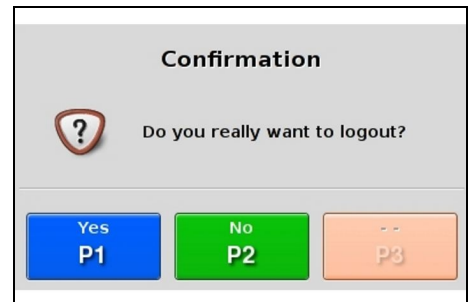 Confirmation
?
Do you really want to logout?
Yes
P1
No
P2
- -
P3